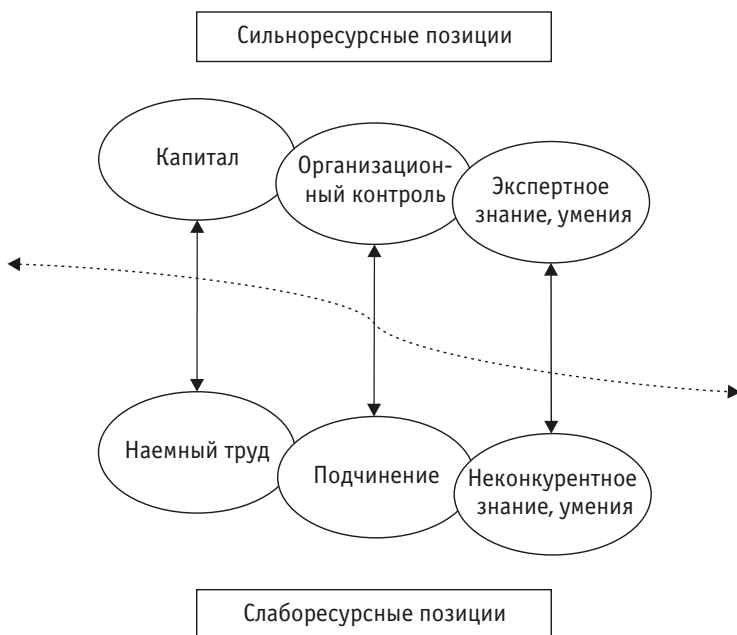 Сильноресурсные позиции
Капитал
Организацион-
ный контроль
Экспертное
знание, умения
Наемный труд
Подчинение
Неконкурентное
знание, умения
Слаборесурсные позиции